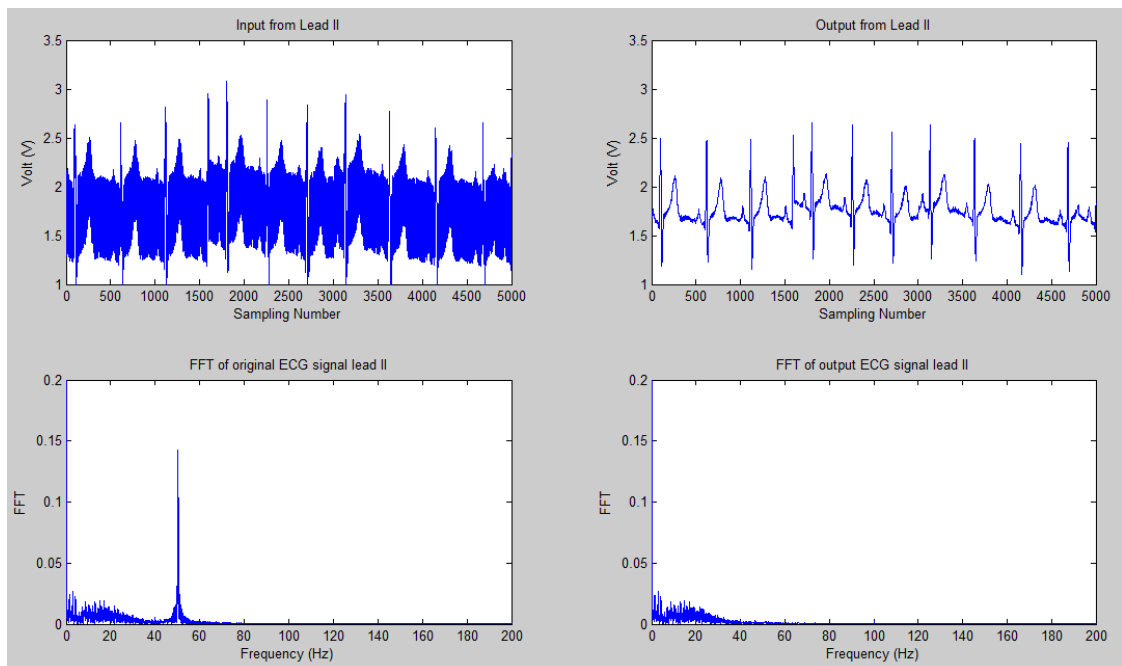 Input from Lead II
3.5
3
2.5
2
1.5
1
Volt (V)
0 500 1000 1500 2000 2500 3000 3500 4000 4500 5000
Sampling Number
Output from Lead II
3.5
3
2.5
2
1.5
1
Volt (V)
0 500 1000 1500 2000 2500 3000 3500 4000 4500 5000
Sampling Number
FFT of original ECG signal lead II
0.2
0.15
0.1
0.05
0
FFT
0 20 40 60 80 100 120 140 160 180 200
Frequency (Hz)
FFT of output ECG signal lead II
0.2
0.15
0.1
0.05
0
FFT
0 20 40 60 80 100 120 140 160 180 200
Frequency (Hz)